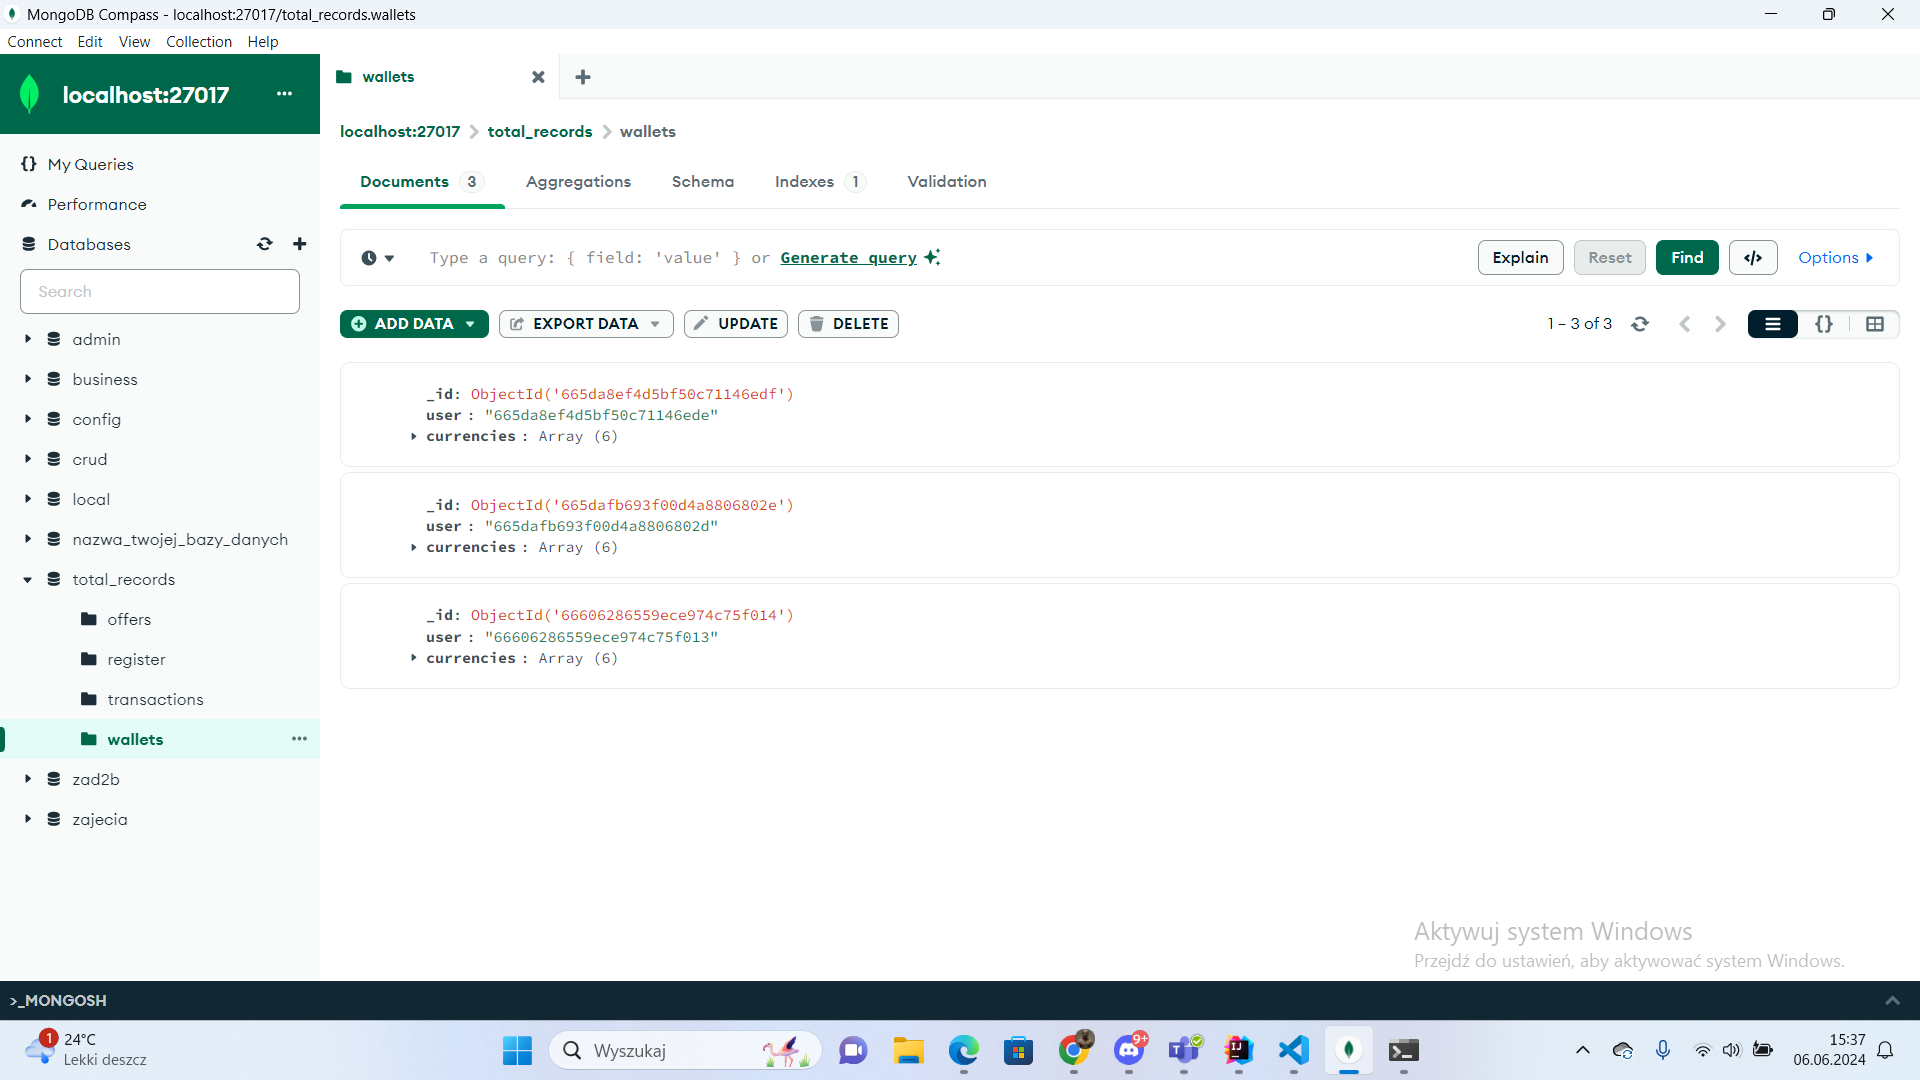 MongoDB Compass - localhost:27017/total_records.wallets
Connect Edit View Collection Help
localhost:27017
My Queries
Performance
Databases
Search
admin
business
config
crud
local
nazwa_twojej_bazy_danych
total_records
offers
register
transactions
wallets
zad2b
zajecia
wallets
localhost:27017 > total_records > wallets
Documents 3 Aggregations Schema Indexes 1 Validation
Type a query: { field: 'value' } or Generate query
Explain Reset Find </> Options
ADD DATA EXPORT DATA UPDATE DELETE
1 – 3 of 3
_id: ObjectId('665da8ef4d5bf50c71146edf')
user : "665da8ef4d5bf50c71146ede"
currencies : Array (6)
_id: ObjectId('665dafb693f00d4a8806802e')
user : "665dafb693f00d4a8806802d"
currencies : Array (6)
_id: ObjectId('66606286559ece974c75f014')
user : "66606286559ece974c75f013"
currencies : Array (6)
Aktywuj system Windows
Przejdź do ustawień, aby aktywować system Windows.
>_MONGOSH
1
24°C
Lekki deszcz
Wyszukaj
9+
15:37
06.06.2024